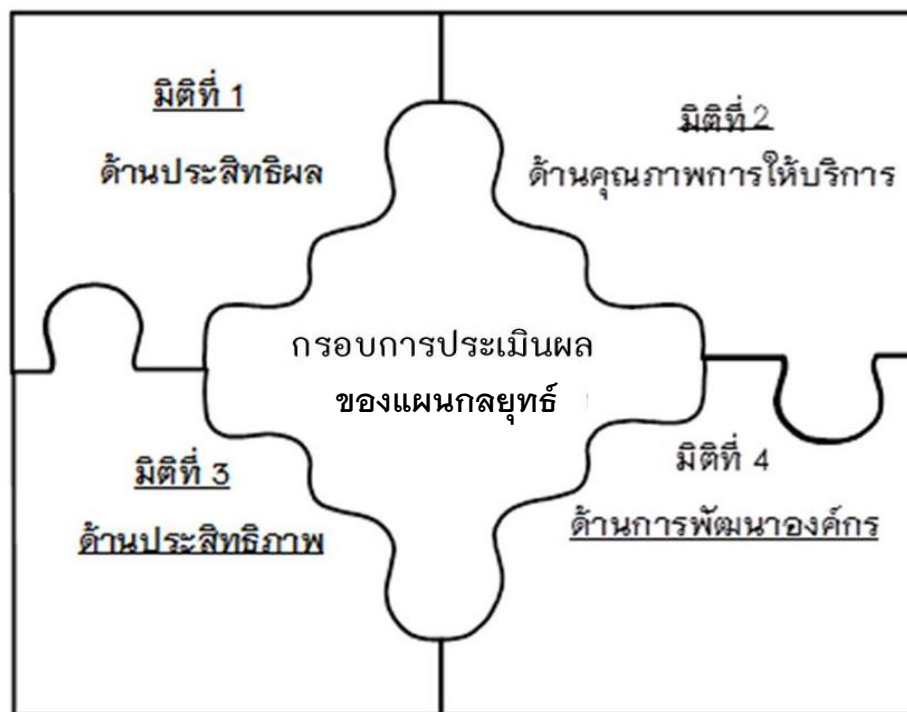 มิติที่ 1
ด้านประสิทธิผล
มิติที่ 2
ด้านคุณภาพการให้บริการ
กรอบการประเมินผล
ของแผนกลยุทธ์
มิติที่ 3
ด้านประสิทธิภาพ
มิติที่ 4
ด้านการพัฒนาองค์กร